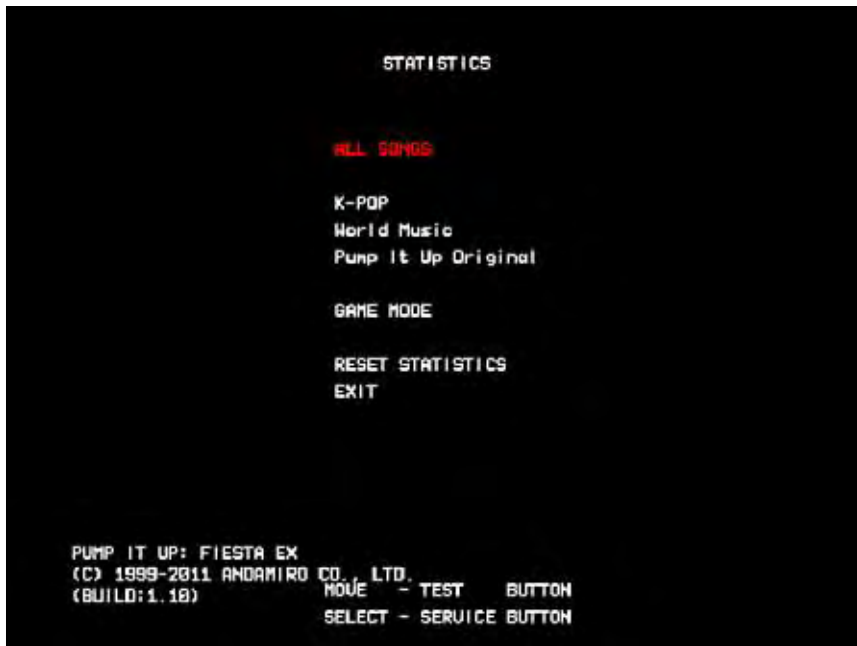 STATISTICS
ALL SONGS
K-POP
World Music
Pump It Up Original
GAME MODE
RESET STATISTICS
EXIT
PUMP IT UP: FIESTA EX
(C) 1999-2011 ANDAMIRO CO., LTD.
(BUILD:1.10)
MOVE - TEST BUTTON
SELECT - SERVICE BUTTON